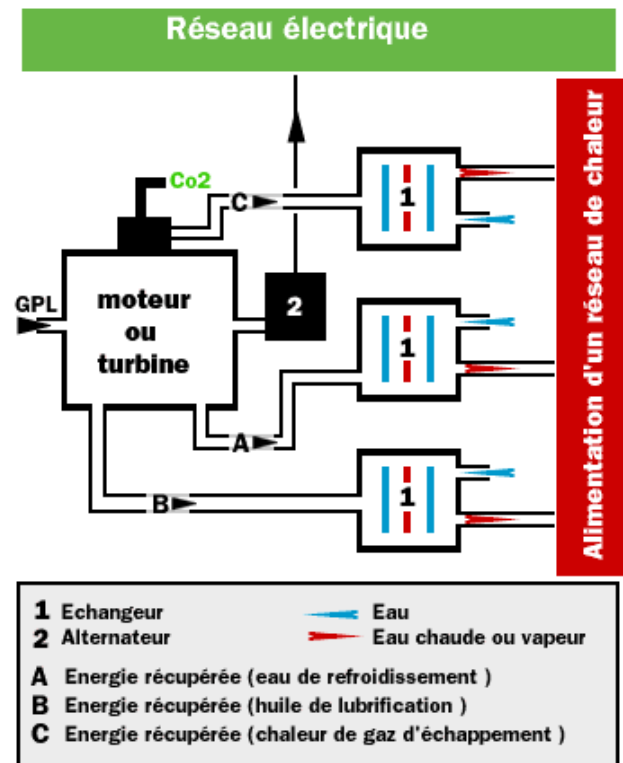 Réseau électrique
Co2
C
1
GPL
moteur
ou
turbine
2
1
A
B
1
Alimentation d'un réseau de chaleur
1 Echangeur
Eau
2 Alternateur
Eau chaude ou vapeur
A Energie récupérée (eau de refroidissement )
B Energie récupérée (huile de lubrification )
C Energie récupérée (chaleur de gaz d'échappement )